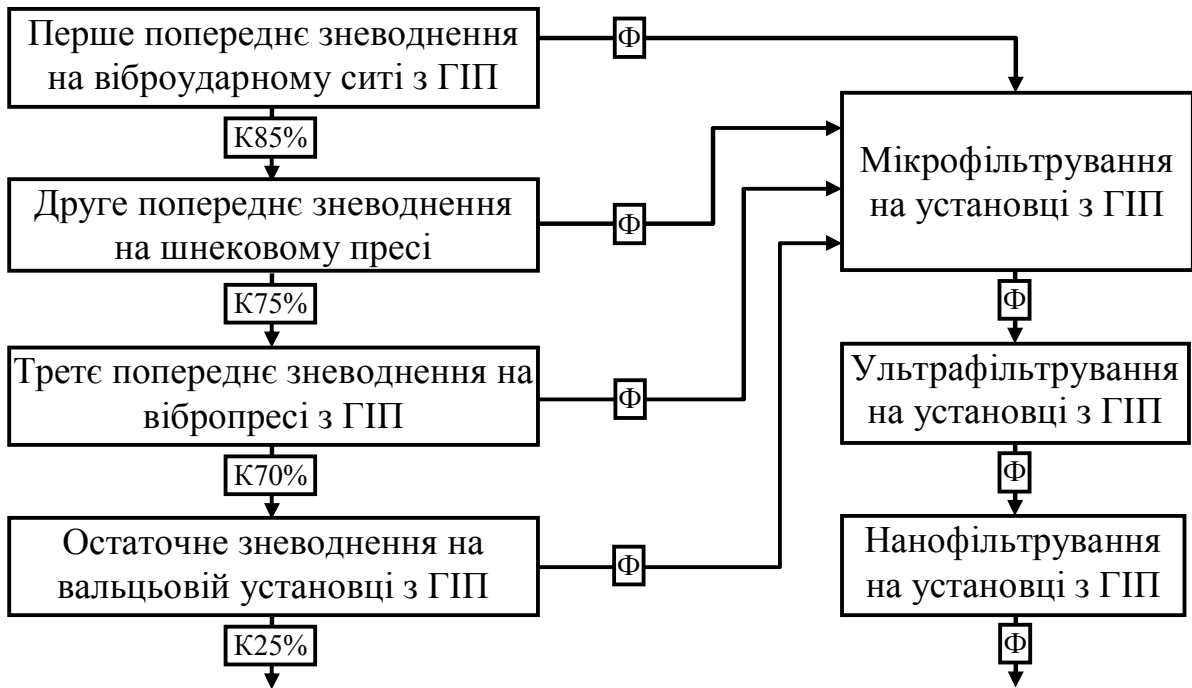 Перше попереднє зневоднення
на віброударному ситі з ГІП
Ф
К85%
Друге попереднє зневоднення
на шнековому пресі
Ф
К75%
Третє попереднє зневоднення на
вібропресі з ГІП
Ф
К70%
Остаточне зневоднення на
вальцьовій установці з ГІП
Ф
К25%
Мікрофільтрування
на установці з ГІП
Ф
Ультрафільтрування
на установці з ГІП
Ф
Нанофільтрування
на установці з ГІП
Ф